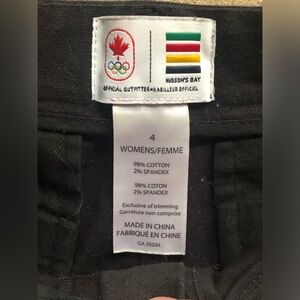 HUDSON'S BAY
OFFICIAL OUTFITTER•HABILLEUR OFFICIEL
4
WOMENS/FEMME
98% COTTON
2% SPANDEX
98% COTON
2% SPANDEX
Exclusive of trimming
Garniture non comprise
MADE IN CHINA
FABRIQUÉ EN CHINE
CA 00254